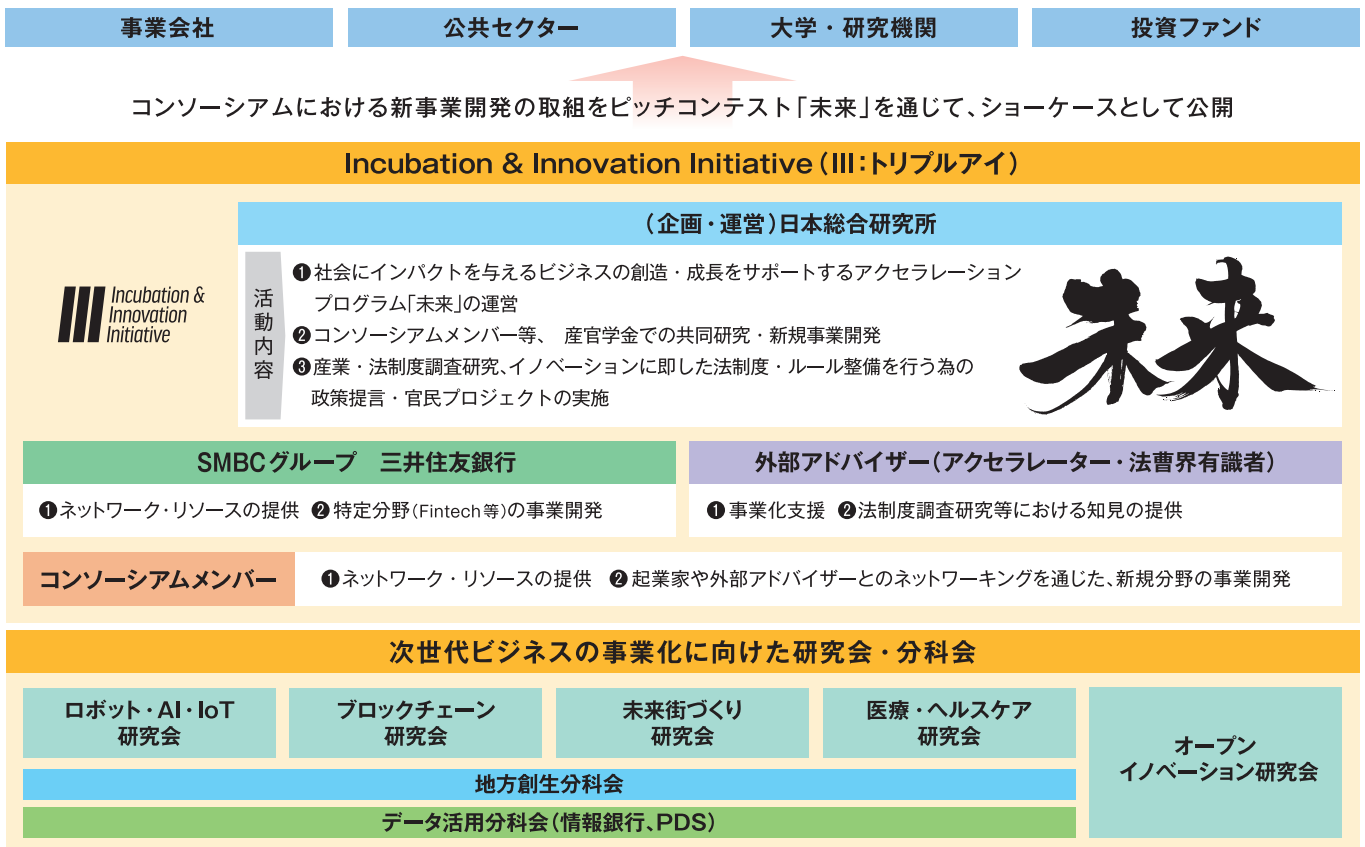 事業会社
公共セクター
大学・研究機関
投資ファンド
コンソーシアムにおける新事業開発の取組をピッチコンテスト「未来」を通じて、ショーケースとして公開
Incubation & Innovation Initiative(III:トリプルアイ)
(企画・運営)日本総合研究所
Incubation &
Innovation
Initiative
活動内容
❶社会にインパクトを与えるビジネスの創造・成長をサポートするアクセラレーション
プログラム「未来」の運営
❷コンソーシアムメンバー等、 産官学金での共同研究・新規事業開発
❸産業・法制度調査研究、イノベーションに即した法制度・ルール整備を行う為の
政策提言・官民プロジェクトの実施
未来
SMBCグループ 三井住友銀行
❶ネットワーク・リソースの提供 ❷特定分野(Fintech等)の事業開発
外部アドバイザー(アクセラレーター・法曹界有識者)
❶事業化支援 ❷法制度調査研究等における知見の提供
コンソーシアムメンバー
❶ネットワーク・リソースの提供 ❷起業家や外部アドバイザーとのネットワーキングを通じた、新規分野の事業開発
次世代ビジネスの事業化に向けた研究会・分科会
ロボット・AI・IoT
研究会
ブロックチェーン
研究会
未来街づくり
研究会
医療・ヘルスケア
研究会
オープン
イノベーション研究会
地方創生分科会
データ活用分科会(情報銀行、PDS)